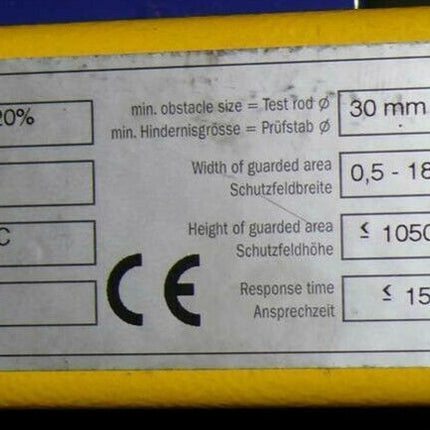 20%
min. obstacle size = Test rod Ø
min. Hindernisgrösse = Prüfstab Ø
30 mm
Width of guarded area
Schutzfeldbreite
0,5 - 18
C
Height of guarded area
Schutzfeldhöhe
≤ 1050
CE
Response time
Ansprechzeit
≤ 15